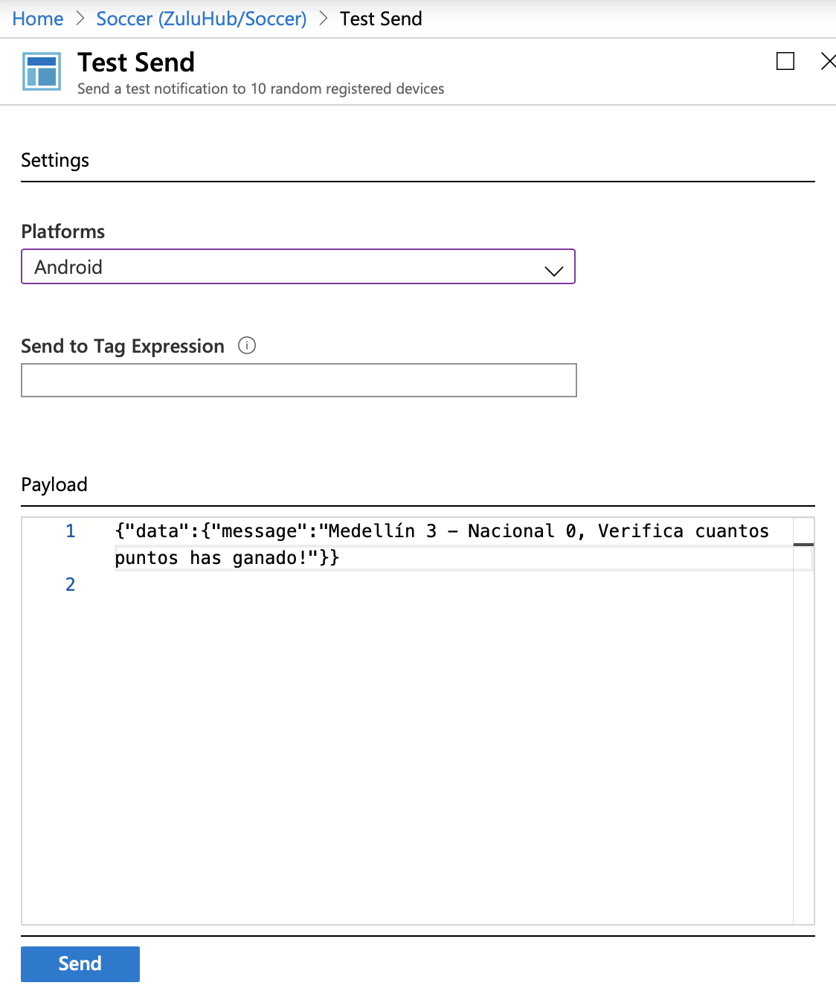 Home > Soccer (ZuluHub/Soccer) > Test Send
Test Send
Send a test notification to 10 random registered devices
Settings
Platforms
Android
Send to Tag Expression
Payload
1 {"data":{"message":"Medellín 3 – Nacional 0, Verifica cuantos
puntos has ganado!"}}
2
Send